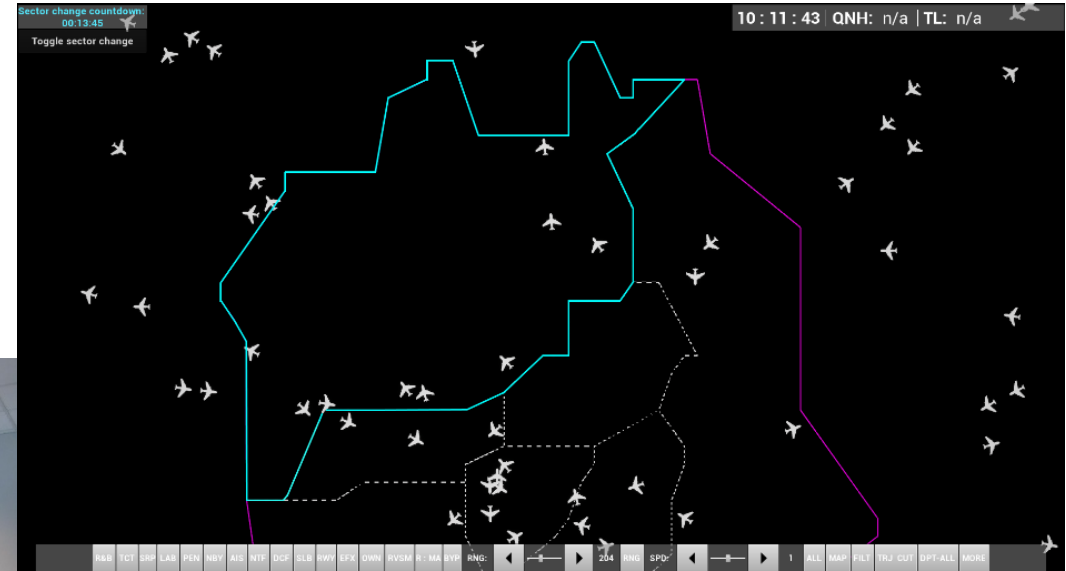 Sector change countdown:
00:13:45
Toggle sector change
10 : 11 : 43 QNH: n/a | TL: n/a
R&B TCT SRP LAB PEN NBY AIS NTF DCF SLB RWY EFX DWN RVSM R : MA BYP RNG: 204 RNG SPD: 1 ALL MAP FILT TRJ CUT DPT-ALL MORE